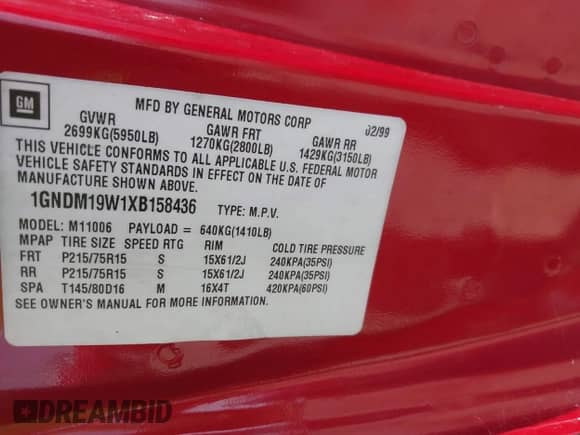 GM
MFD BY GENERAL MOTORS CORP 02/99
GVWR GAWR FRT GAWR RR
2699KG(5950LB) 1270KG(2800LB) 1429KG(3150LB)
THIS VEHICLE CONFORMS TO ALL APPLICABLE U.S. FEDERAL MOTOR
VEHICLE SAFETY STANDARDS IN EFFECT ON THE DATE OF
MANUFACTURE SHOWN ABOVE.
1GNDM19W1XB158436 TYPE: M.P.V.
MODEL: M11006 PAYLOAD = 640KG(1410LB)
MPAP TIRE SIZE SPEED RTG RIM COLD TIRE PRESSURE
FRT P215/75R15 S 15X61/2J 240KPA(35PSI)
RR P215/75R15 S 15X61/2J 240KPA(35PSI)
SPA T145/80D16 M 16X4T 420KPA(60PSI)
SEE OWNER'S MANUAL FOR MORE INFORMATION.
DREAMBID